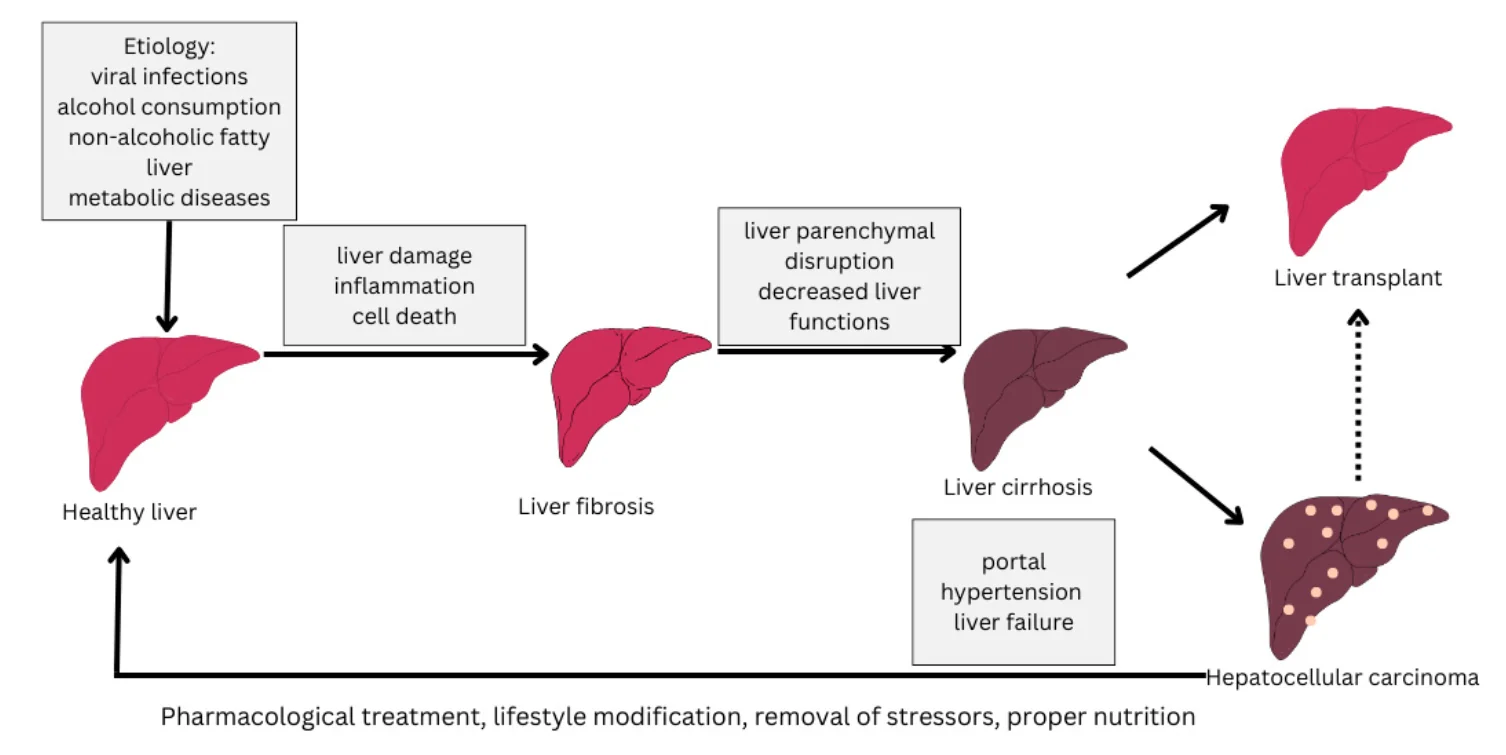 Etiology:
viral infections
alcohol consumption
non-alcoholic fatty
liver
metabolic diseases
liver damage
inflammation
cell death
liver parenchymal
disruption
decreased liver
functions
Liver transplant
Healthy liver
Liver fibrosis
Liver cirrhosis
portal
hypertension
liver failure
Hepatocellular carcinoma
Pharmacological treatment, lifestyle modification, removal of stressors, proper nutrition